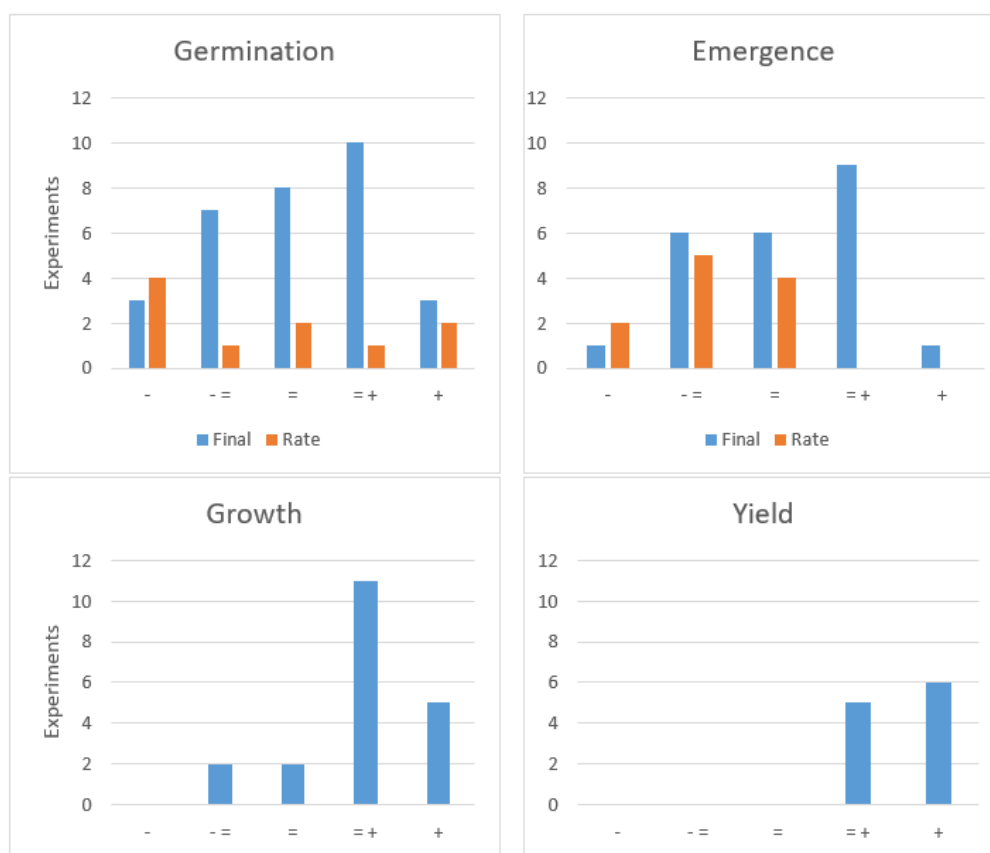 Germination
12
10
8
6
4
2
0
Experiments
- - = = = + +
Final Rate
Emergence
12
10
8
6
4
2
0
- - = = = + +
Final Rate
Growth
12
10
8
6
4
2
0
Experiments
- - = = = + +
Yield
12
10
8
6
4
2
0
- - = = = + +